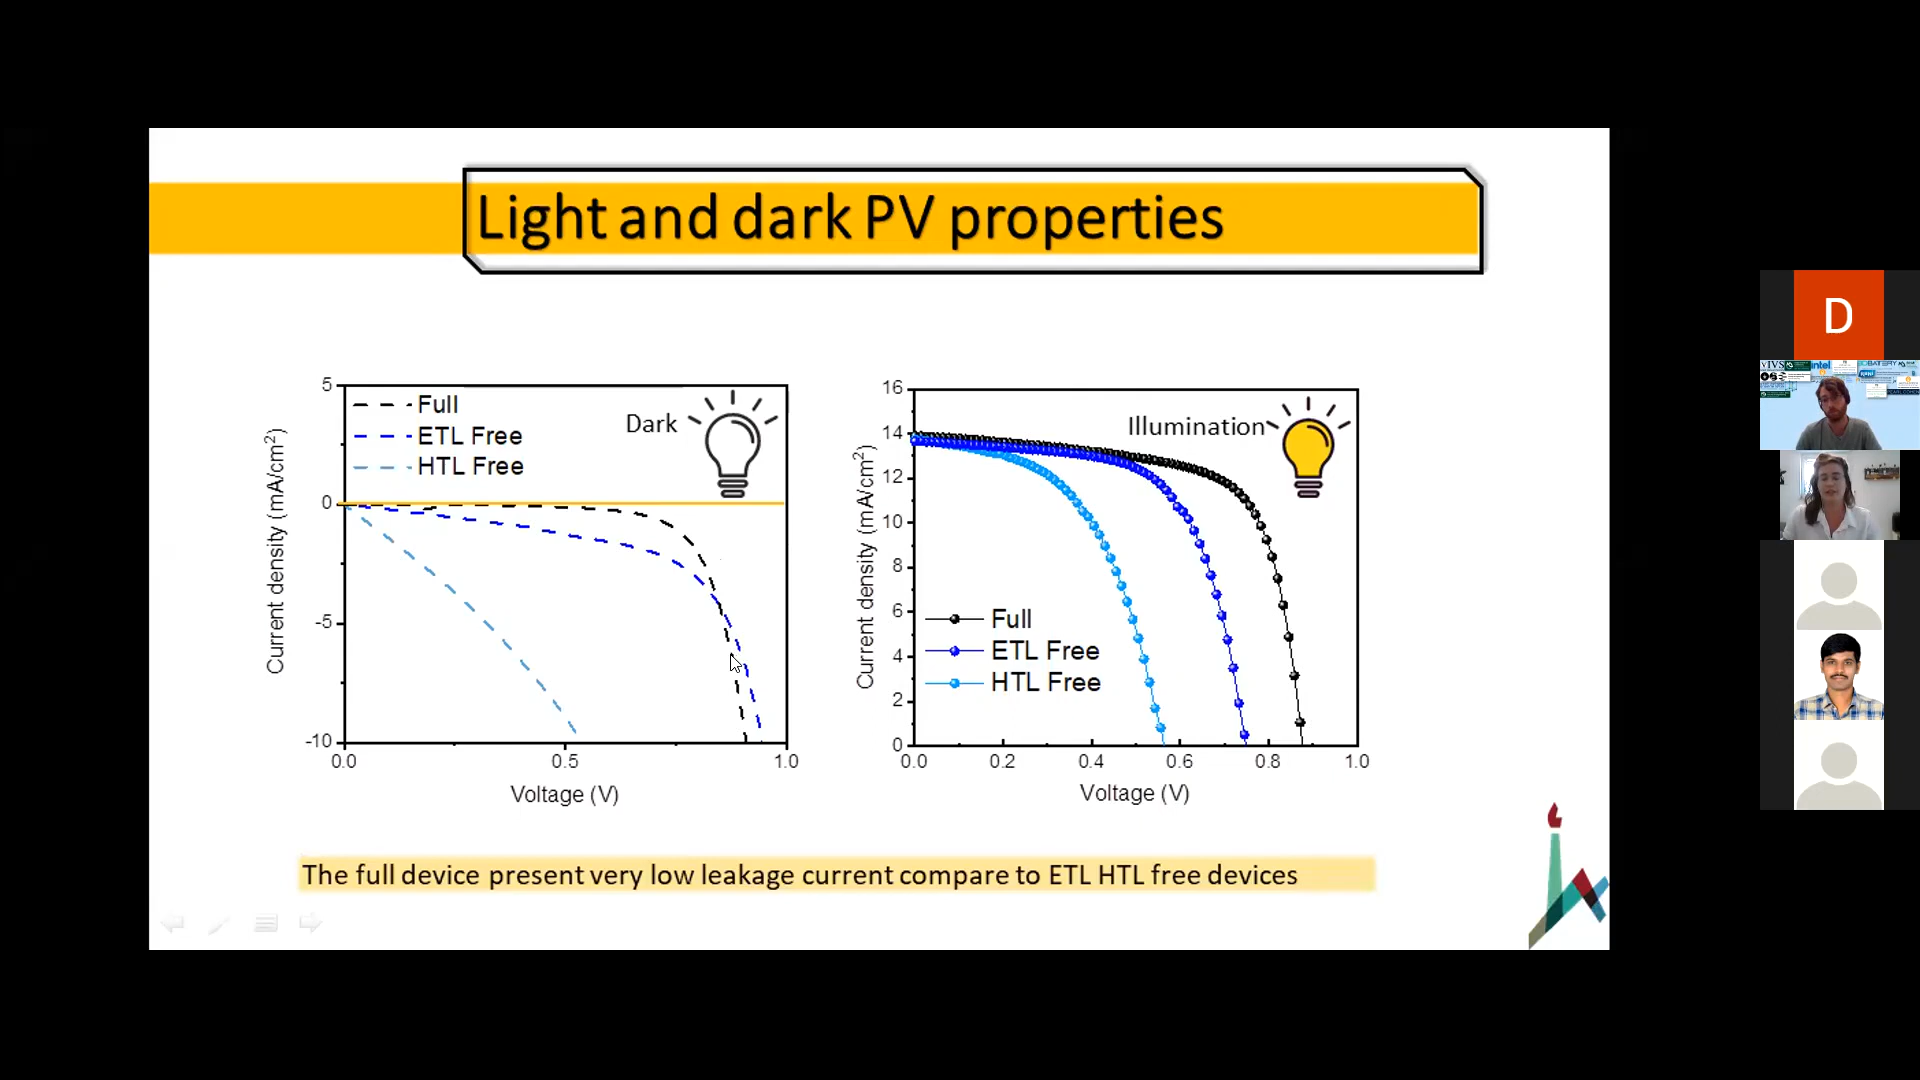 Light and dark PV properties
5
0
-5
-10
Full
ETL Free
HTL Free
Dark
Current density (mA/cm²)
0.0
0.5
1.0
Voltage (V)
16
14
12
10
8
6
4
2
0
Illumination
Current density (mA/cm²)
Full
ETL Free
HTL Free
0.0
0.2
0.4
0.6
0.8
1.0
Voltage (V)
The full device present very low leakage current compare to ETL HTL free devices
D
intel